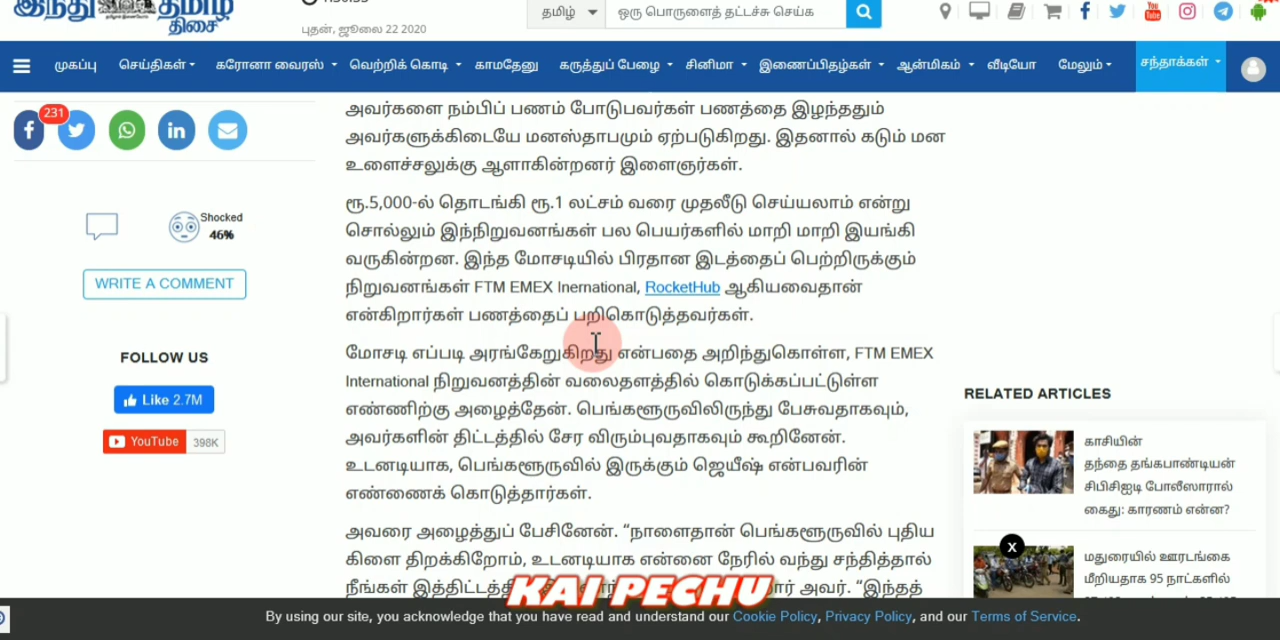 இந்து தமிழ்
திசை
புதன், ஜூலை 22 2020
தமிழ்
ஒரு பொருளைத் தட்டச்சு செய்க
முகப்பு செய்திகள் கரோனா வைரஸ் வெற்றிக் கொடி காமதேனு கருத்துப் பேழை சினிமா இணைப்பிதழ்கள் ஆன்மிகம் வீடியோ மேலும் சந்தாக்கள்
231
Shocked
46%
WRITE A COMMENT
FOLLOW US
Like 2.7M
YouTube 398K
அவர்களை நம்பிப் பணம் போடுபவர்கள் பணத்தை இழந்ததும்
அவர்களுக்கிடையே மனஸ்தாபமும் ஏற்படுகிறது. இதனால் கடும் மன
உளைச்சலுக்கு ஆளாகின்றனர் இளைஞர்கள்.
ரூ.5,000-ல் தொடங்கி ரூ.1 லட்சம் வரை முதலீடு செய்யலாம் என்று
சொல்லும் இந்நிறுவனங்கள் பல பெயர்களில் மாறி மாறி இயங்கி
வருகின்றன. இந்த மோசடியில் பிரதான இடத்தைப் பெற்றிருக்கும்
நிறுவனங்கள் FTM EMEX Inernational, RocketHub ஆகியவைதான்
என்கிறார்கள் பணத்தைப் பறிகொடுத்தவர்கள்.
மோசடி எப்படி அரங்கேறுகிறது என்பதை அறிந்துகொள்ள, FTM EMEX
International நிறுவனத்தின் வலைதளத்தில் கொடுக்கப்பட்டுள்ள
எண்ணிற்கு அழைத்தேன். பெங்களூருவிலிருந்து பேசுவதாகவும்,
அவர்களின் திட்டத்தில் சேர விரும்புவதாகவும் கூறினேன்.
உடனடியாக, பெங்களூருவில் இருக்கும் ஜெயீஷ் என்பவரின்
எண்ணைக் கொடுத்தார்கள்.
அவரை அழைத்துப் பேசினேன். “நாளைதான் பெங்களூருவில் புதிய
கிளை திறக்கிறோம், உடனடியாக என்னை நேரில் வந்து சந்தித்தால்
நீங்கள் அவர். “இந்தத்
RELATED ARTICLES
காசியின்
தந்தை தங்கபாண்டியன்
சிபிசிஐடி போலீஸாரால்
கைது: காரணம் என்ன?
X
மதுரையில் ஊரடங்கை
மீறியதாக 95 நாட்களில்
KAI PECHU
By using our site, you acknowledge that you have read and understand our Cookie Policy, Privacy Policy, and our Terms of Service.